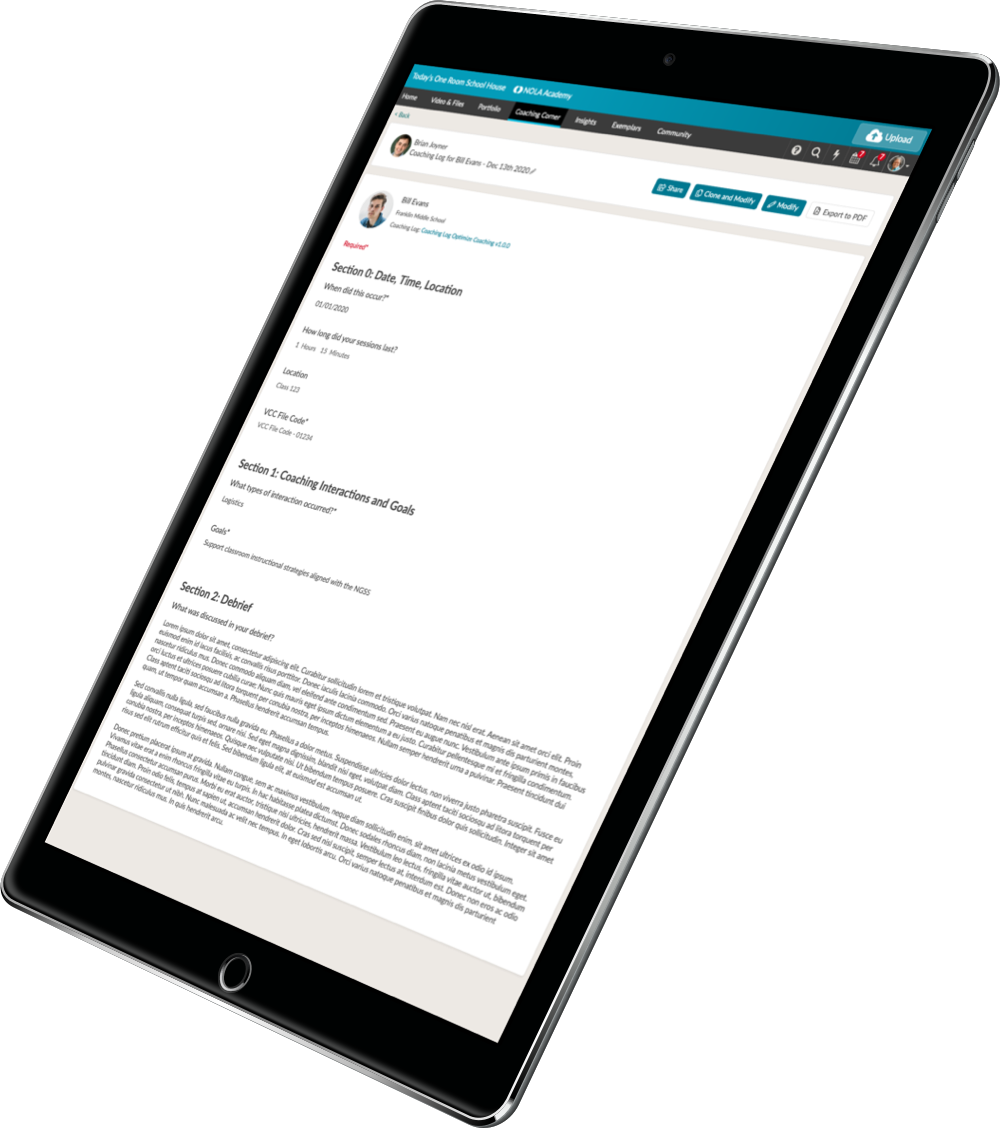 Today's One Room School House NOLA Academy
Upload
Home Video & Files Portfolio Coaching Corner Insights Exemplars Community
7 7
< Back
Brian Joyner
Coaching Log for Bill Evans - Dec 13th 2020
Share Clone and Modify Modify Export to PDF
Bill Evans
Franklin Middle School
Coaching Log: Coaching Log Optimize Coaching v1.0.0
Required*
Section 0: Date, Time, Location
When did this occur?*
01/01/2020
How long did your sessions last?
1 Hours 15 Minutes
Location
Class 123
VCC File Code*
VCC File Code - 01234
Section 1: Coaching Interactions and Goals
What types of interaction occurred?*
Logistics
Goals*
Support classroom instructional strategies aligned with the NGSS
Section 2: Debrief
What was discussed in your debrief?
Lorem ipsum dolor sit amet, consectetur adipiscing elit. Curabitur sollicitudin lorem et tristique volutpat. Nam nec nisl erat. Aenean sit amet orci elit. Proin
euismod enim id lacus facilisis, ac convallis risus porttitor. Donec iaculis lacinia commodo. Orci varius natoque penatibus et magnis dis parturient montes,
nascetur ridiculus mus. Donec commodo aliquam diam, vel eleifend ante condimentum sed. Praesent eu augue nunc. Vestibulum ante ipsum primis in faucibus
orci luctus et ultrices posuere cubilia curae; Nunc quis mauris eget ipsum dictum elementum a eu justo. Curabitur pellentesque mi et fringilla condimentum.
Class aptent taciti sociosqu ad litora torquent per conubia nostra, per inceptos himenaeos. Nullam semper hendrerit urna a pulvinar. Praesent tincidunt dui
quam, ut tempor quam accumsan a. Phasellus hendrerit accumsan tempus.
Sed convallis nulla ligula, sed faucibus nulla gravida eu. Phasellus a dolor metus. Suspendisse ultricies dolor lectus, non viverra justo pharetra suscipit. Fusce eu
ligula aliquam, consequat turpis sed, ornare nisi. Sed eget magna dignissim, blandit nisl eget, volutpat diam. Class aptent taciti sociosqu ad litora torquent per
conubia nostra, per inceptos himenaeos. Quisque nec vulputate nisi. Ut bibendum tempus posuere. Cras suscipit finibus dolor quis sollicitudin. Integer sit amet
risus sed elit rutrum efficitur quis et felis. Sed bibendum ligula elit, at euismod est accumsan ut.
Donec pretium placerat ipsum at gravida. Nullam congue, sem ac maximus vestibulum, neque diam sollicitudin enim, sit amet ultrices ex odio id ipsum.
Vivamus vitae erat a enim rhoncus fringilla vitae eu turpis. In hac habitasse platea dictumst. Donec sodales rhoncus diam, non lacinia metus vestibulum eget.
Phasellus consectetur accumsan purus. Morbi eu erat auctor, tristique nisi ultricies, hendrerit massa. Vestibulum leo lectus, fringilla vitae auctor ut, bibendum
tincidunt diam. Proin odio felis, tempus at sapien ut, accumsan hendrerit dolor. Cras sed nisl suscipit, semper lectus at, interdum est. Donec non eros ac odio
pulvinar gravida consectetur ut nibh. Nunc malesuada ac velit nec tempus. In eget lobortis arcu. Orci varius natoque penatibus et magnis dis parturient
montes, nascetur ridiculus mus. In quis hendrerit arcu.